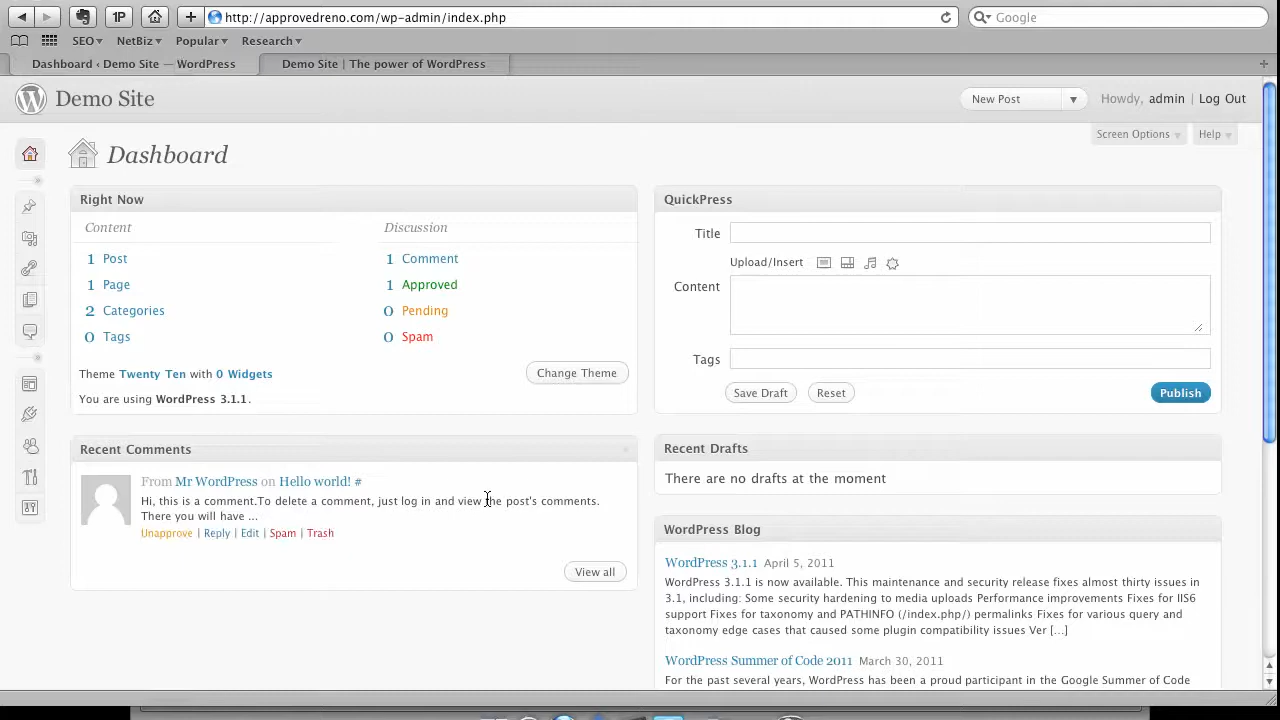 1P
http://approvedreno.com/wp-admin/index.php
Google
SEO NetBiz Popular Research
Dashboard ‹ Demo Site — WordPress
Demo Site | The power of WordPress
Demo Site
New Post
Howdy, admin | Log Out
Screen Options
Help
Dashboard
Right Now
Content
Discussion
1 Post
1 Comment
1 Page
1 Approved
2 Categories
0 Pending
0 Tags
0 Spam
Theme Twenty Ten with 0 Widgets
Change Theme
You are using WordPress 3.1.1.
QuickPress
Title
Upload/Insert
Content
Tags
Save Draft
Reset
Publish
Recent Comments
From Mr WordPress on Hello world! #
Hi, this is a comment.To delete a comment, just log in and view the post's comments.
There you will have ...
Unapprove | Reply | Edit | Spam | Trash
View all
Recent Drafts
There are no drafts at the moment
WordPress Blog
WordPress 3.1.1 April 5, 2011
WordPress 3.1.1 is now available. This maintenance and security release fixes almost thirty issues in
3.1, including: Some security hardening to media uploads Performance improvements Fixes for IIS6
support Fixes for taxonomy and PATHINFO (/index.php/) permalinks Fixes for various query and
taxonomy edge cases that caused some plugin compatibility issues Ver [...]
WordPress Summer of Code 2011 March 30, 2011
For the past several years, WordPress has been a proud participant in the Google Summer of Code